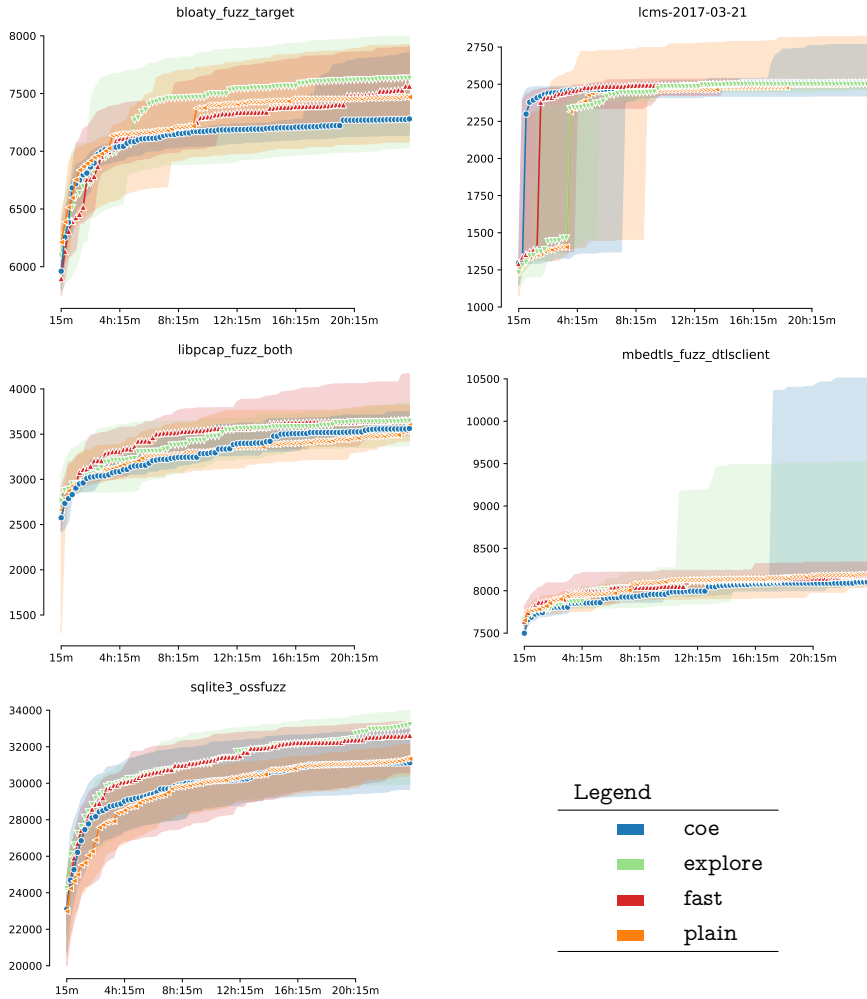 bloaty_fuzz_target
8000
7500
7000
6500
6000
15m 4h:15m 8h:15m 12h:15m 16h:15m 20h:15m
lcms-2017-03-21
2750
2500
2250
2000
1750
1500
1250
1000
15m 4h:15m 8h:15m 12h:15m 16h:15m 20h:15m
libpcap_fuzz_both
4000
3500
3000
2500
2000
1500
15m 4h:15m 8h:15m 12h:15m 16h:15m 20h:15m
mbedtls_fuzz_dtlsclient
10500
10000
9500
9000
8500
8000
7500
15m 4h:15m 8h:15m 12h:15m 16h:15m 20h:15m
sqlite3_ossfuzz
34000
32000
30000
28000
26000
24000
22000
20000
15m 4h:15m 8h:15m 12h:15m 16h:15m 20h:15m
Legend
coe
explore
fast
plain